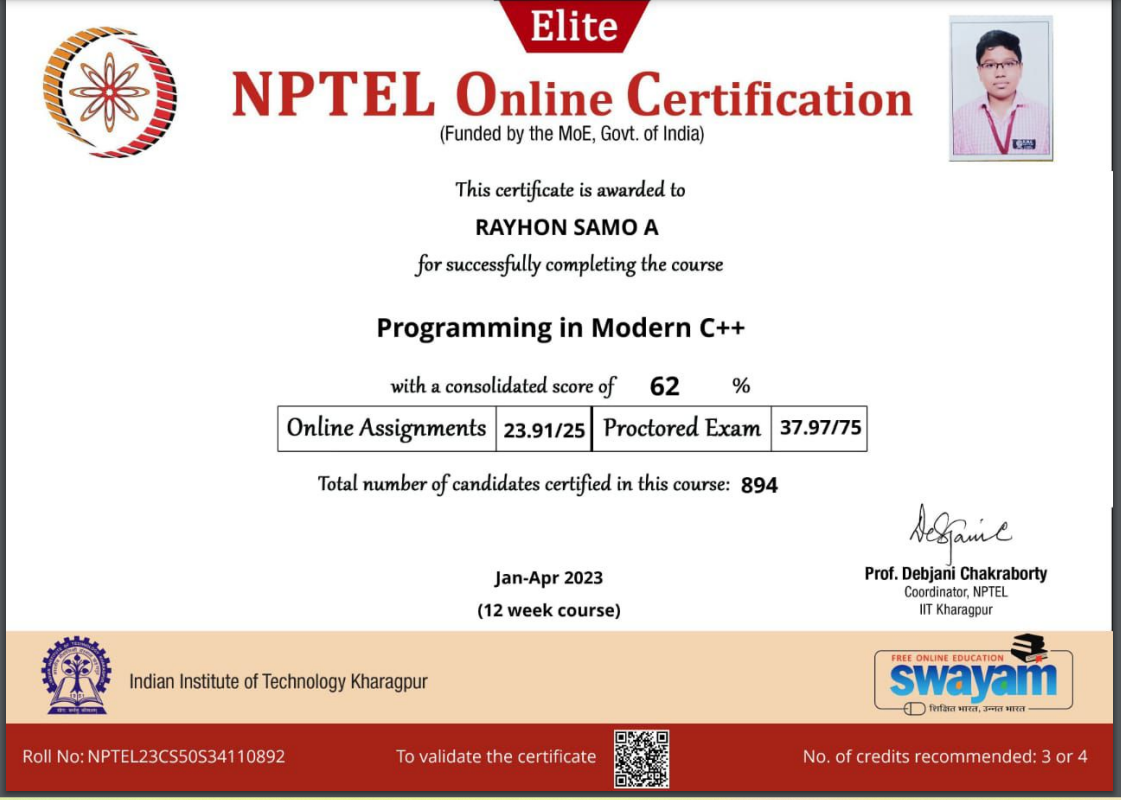 Elite
NPTEL Online Certification
(Funded by the MoE, Govt. of India)
This certificate is awarded to
RAYHON SAMO A
for successfully completing the course
Programming in Modern C++
with a consolidated score of 62 %
Online Assignments 23.91/25 Proctored Exam 37.97/75
Total number of candidates certified in this course: 894
Jan-Apr 2023
(12 week course)
Prof. Debjani Chakraborty
Coordinator, NPTEL
IIT Kharagpur
Indian Institute of Technology Kharagpur
FREE ONLINE EDUCATION
swayam
शिक्षित भारत, उन्नत भारत
Roll No: NPTEL23CS50S34110892
To validate the certificate
No. of credits recommended: 3 or 4